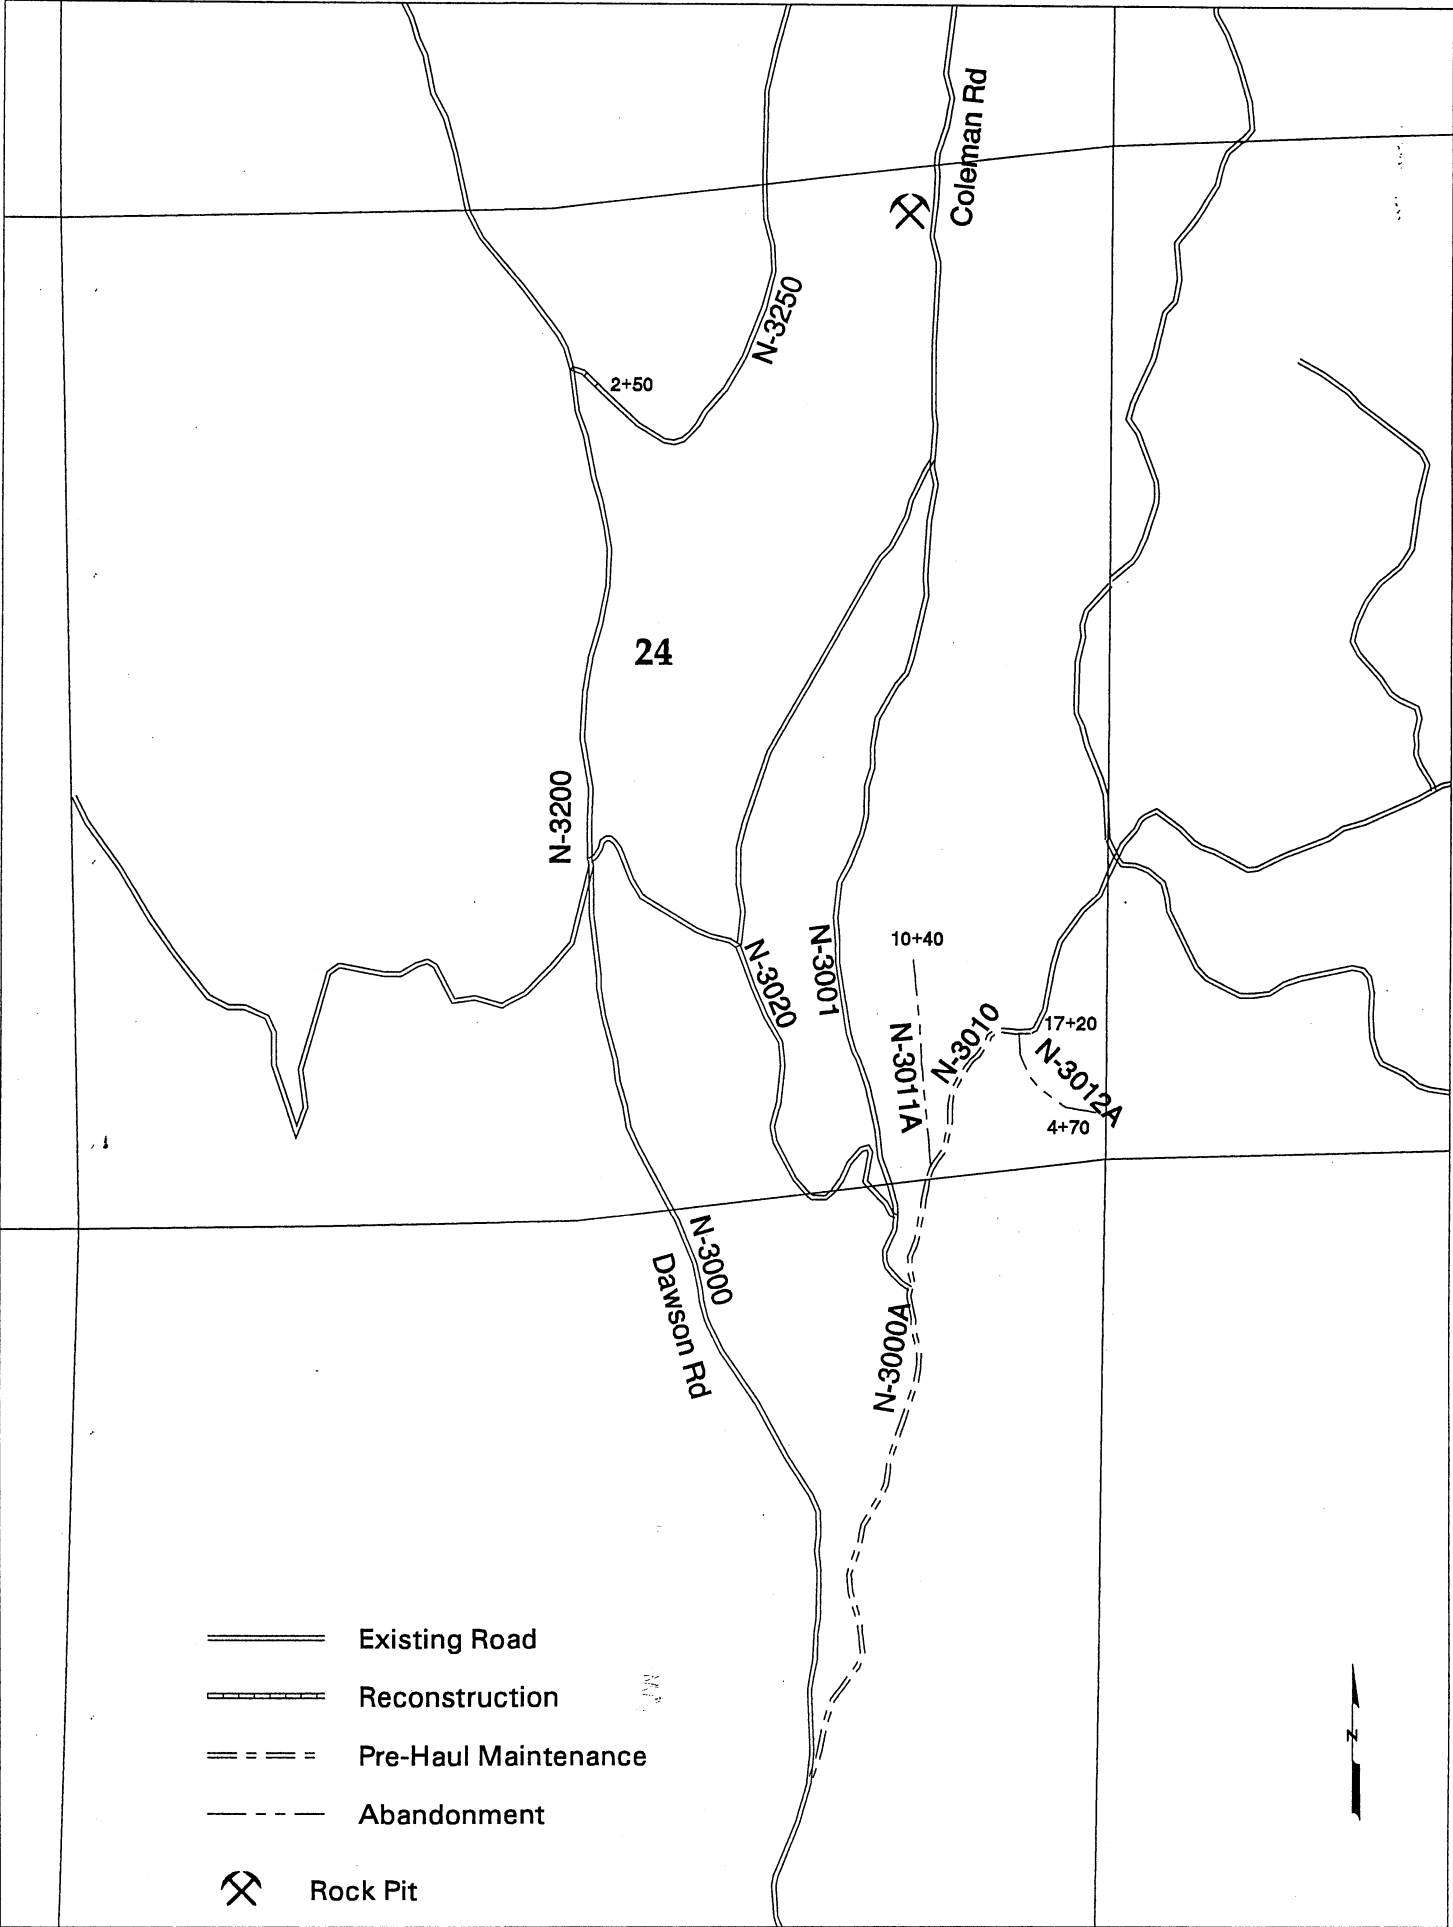 Coleman Rd
N-3250
2+50
24
N-3200
10+40
N-3001
N-3020
N-3010
17+20
N-3011A
N-3012A
4+70
N-3000
Dawson Rd
N-3000A
Existing Road
Reconstruction
Pre-Haul Maintenance
Abandonment
Rock Pit
N